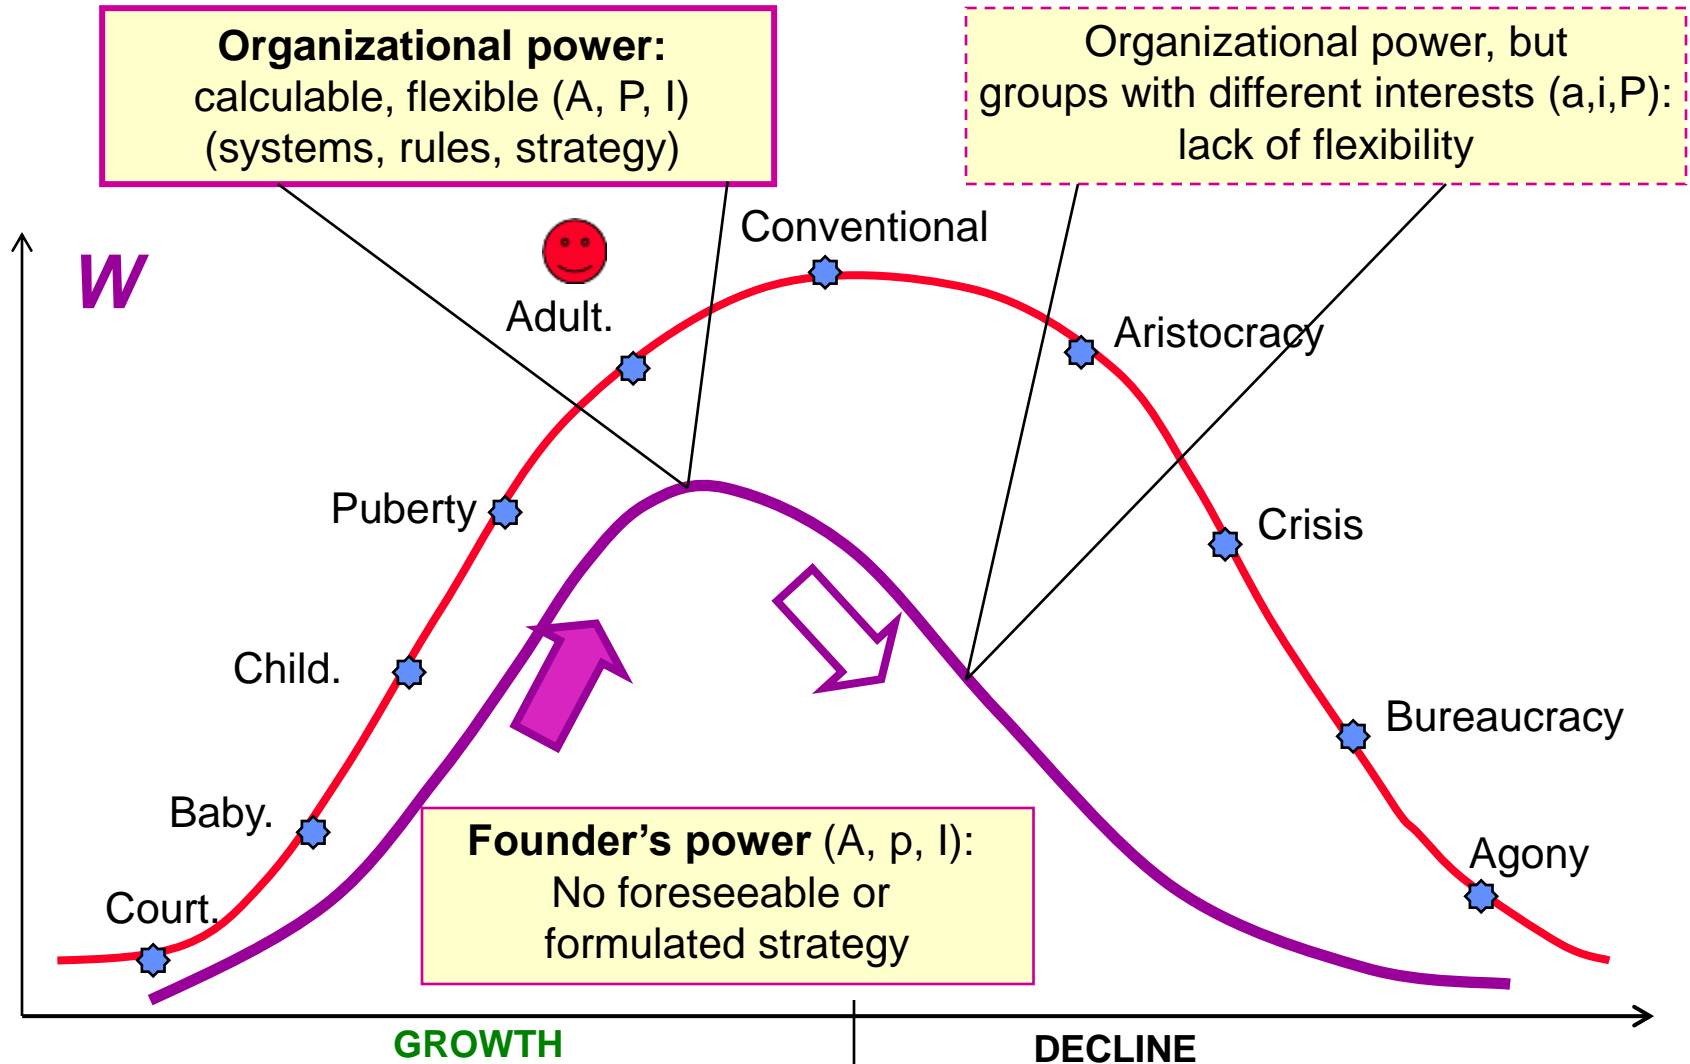 Organizational power:
calculable, flexible (A, P, I)
(systems, rules, strategy)
Organizational power, but
groups with different interests (a,i,P):
lack of flexibility
W
Conventional
Adult.
Aristocracy
Puberty
Crisis
Child.
Bureaucracy
Baby.
Agony
Court.
Founder’s power (A, p, I):
No foreseeable or
formulated strategy
GROWTH
DECLINE